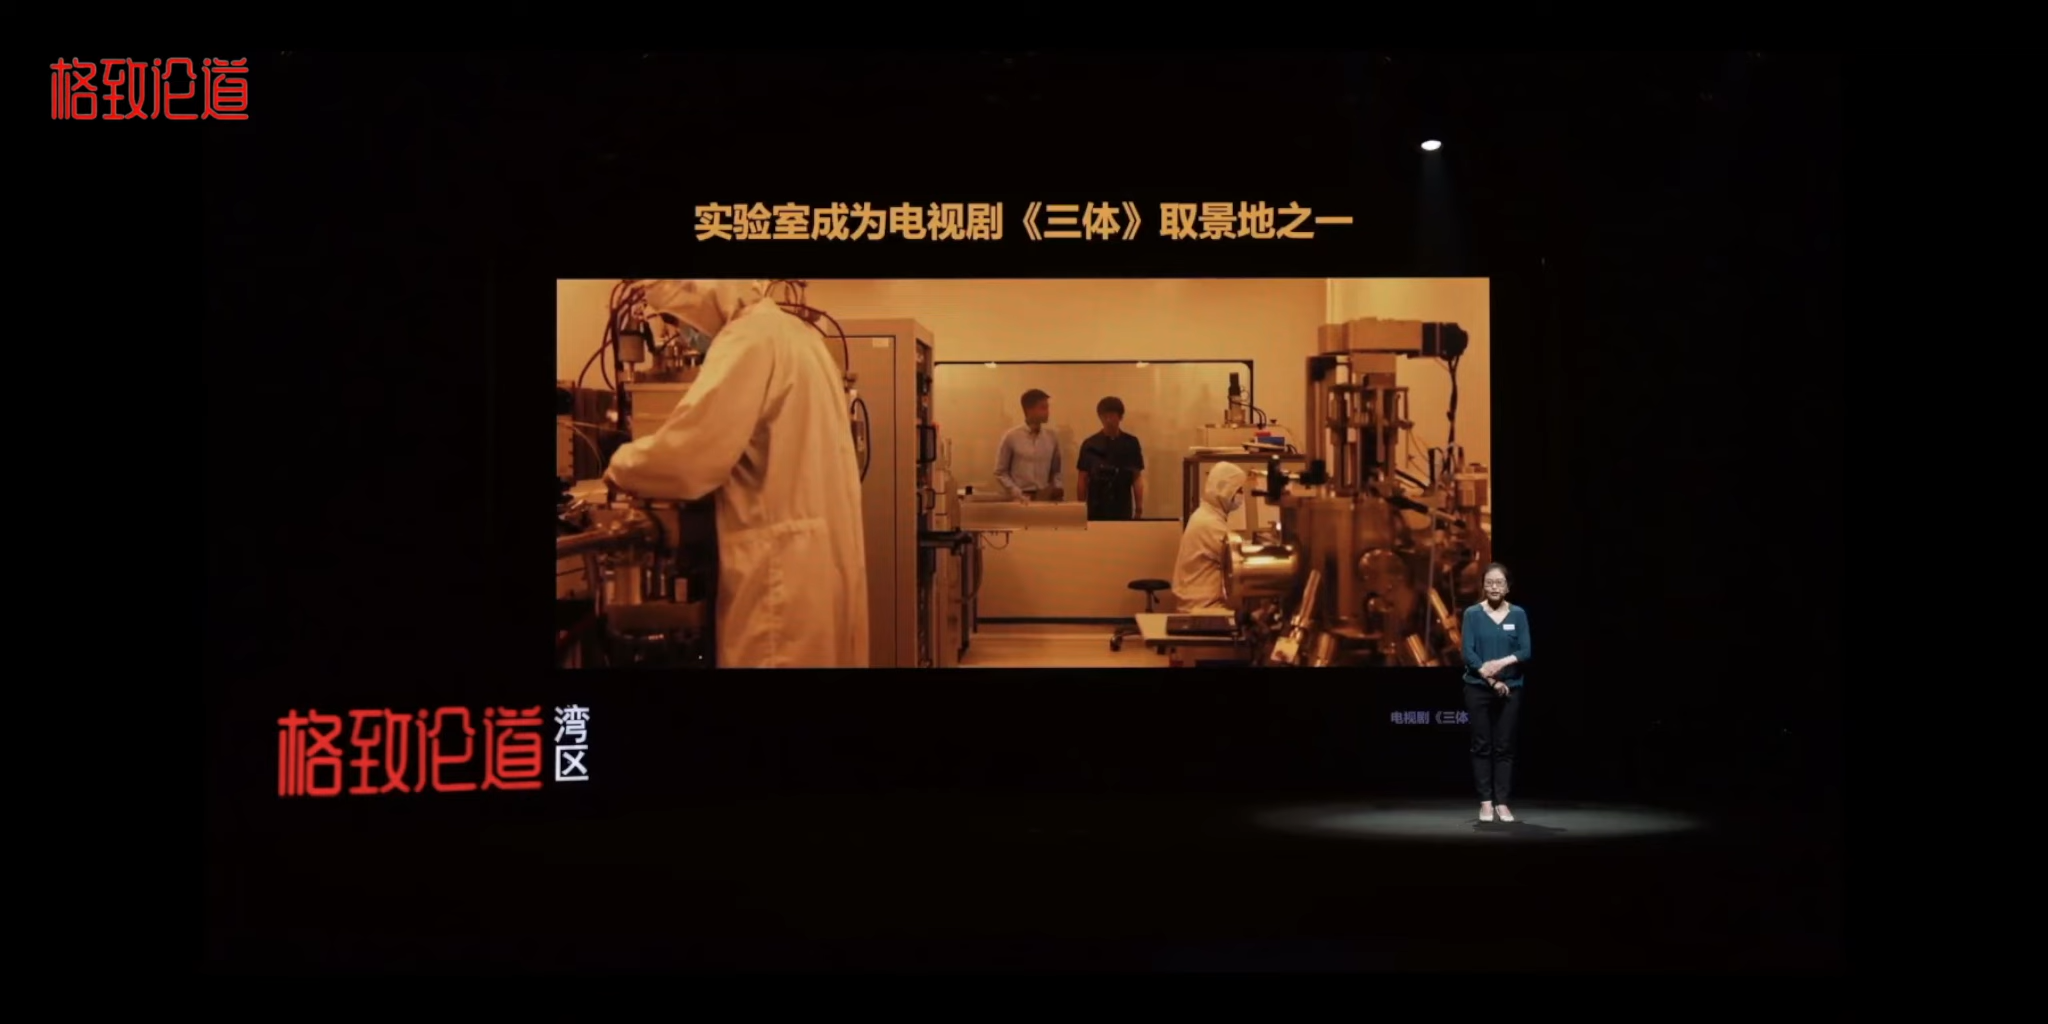 格致论道
实验室成为电视剧《三体》取景地之一
格致论道
湾区
电视剧《三体